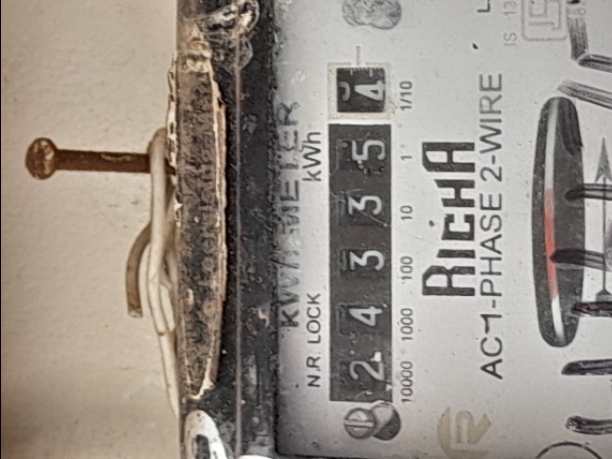 KWH METER
N.R. LOCK kWh
2 4 3 3 5 4
10000 1000 100 10 1 1/10
RICHA
AC 1-PHASE 2-WIRE